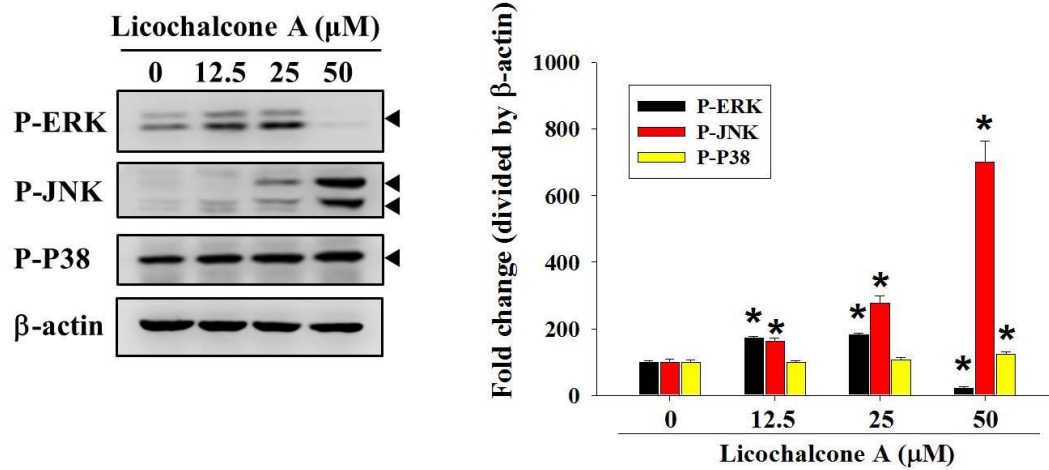 Licochalcone A (μM)
0 12.5 25 50
P-ERK
P-JNK
P-P38
β-actin
Fold change (divided by β-actin)
1000
800
600
400
200
0
P-ERK
P-JNK
P-P38
* * * * * * *
0 12.5 25 50
Licochalcone A (μM)